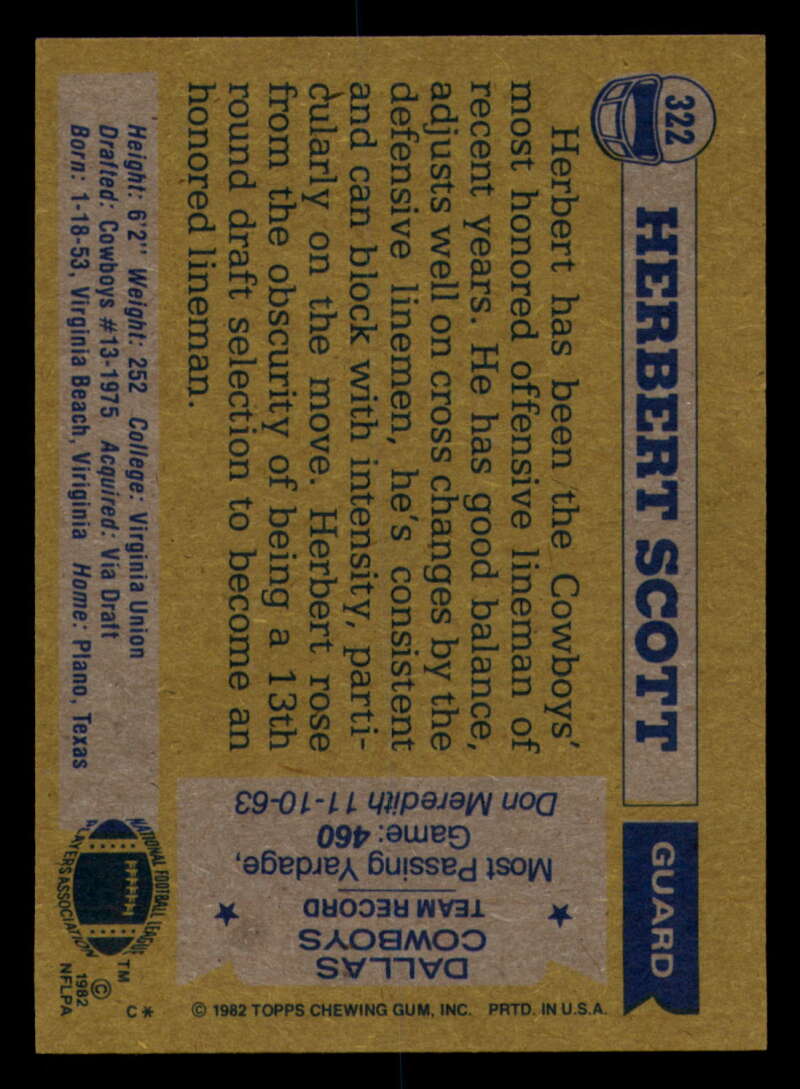 322
HERBERT SCOTT
GUARD
Herbert has been the Cowboys'
most honored offensive lineman of
recent years. He has good balance,
adjusts well on cross changes by the
defensive linemen, he's consistent
and can block with intensity, parti-
cularly on the move. Herbert rose
from the obscurity of being a 13th
round draft selection to become an
honored lineman.
DALLAS
COWBOYS
TEAM RECORD
Most Passing Yardage,
Game: 460
Don Meredith 11-10-63
Height: 6'2" Weight: 252 College: Virginia Union
Drafted: Cowboys #13-1975 Acquired: Via Draft
Born: 1-18-53, Virginia Beach, Viriginia Home: Plano, Texas
NATIONAL FOOTBALL LEAGUE
PLAYERS ASSOCIATION
TM
©
1982
NFLPA
C*
© 1982 TOPPS CHEWING GUM, INC. PRTD. IN U.S.A.